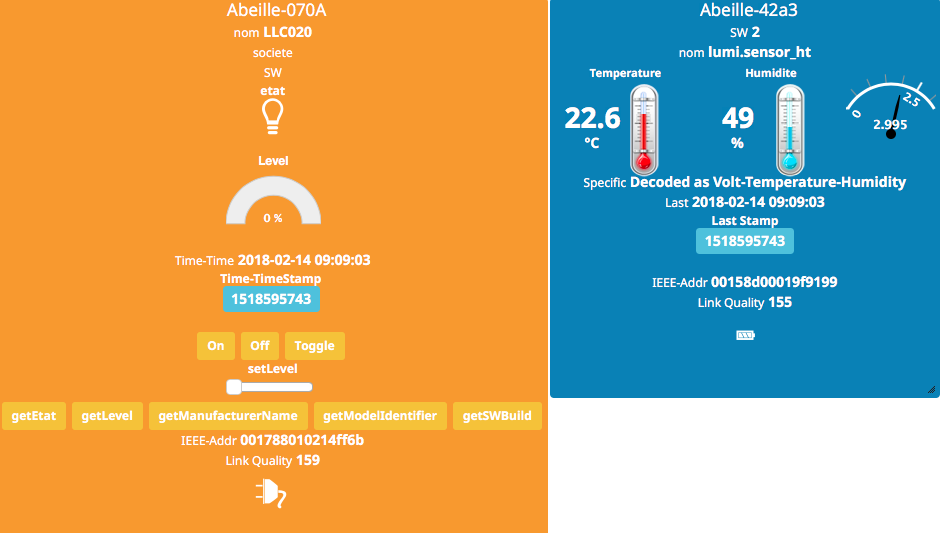 Abeille-070A
nom LLC020
societe
SW
etat
Level
0 %
Time-Time 2018-02-14 09:09:03
Time-TimeStamp
1518595743
On Off Toggle
setLevel
getEtat getLevel getManufacturerName getModelIdentifier getSWBuild
IEEE-Addr 001788010214ff6b
Link Quality 159
Abeille-42a3
SW 2
nom lumi.sensor_ht
Temperature Humidite
22.6 °C
49 %
0 2.5
2.995
Specific Decoded as Volt-Temperature-Humidity
Last 2018-02-14 09:09:03
Last Stamp
1518595743
IEEE-Addr 00158d00019f9199
Link Quality 155